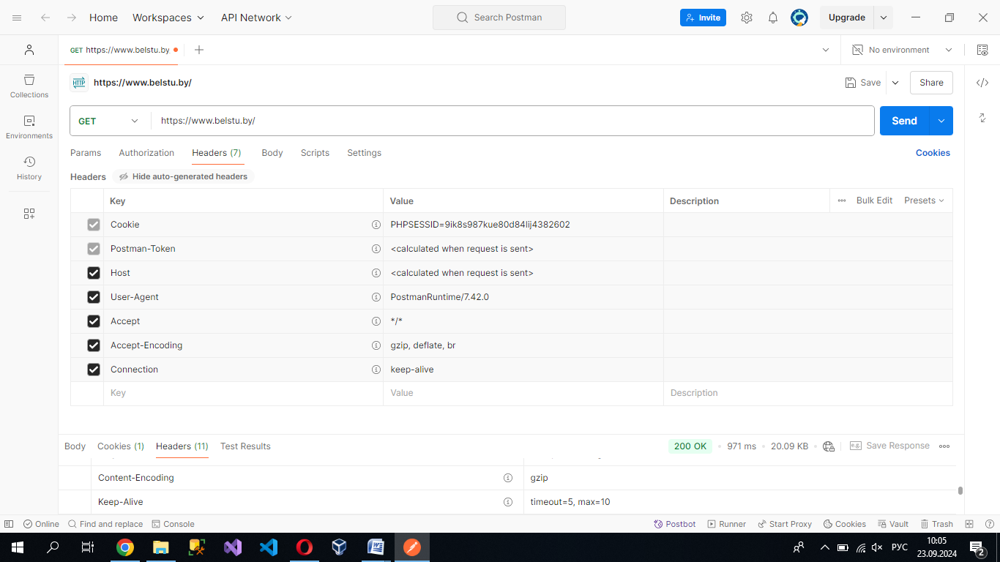 Home Workspaces API Network Search Postman Invite Upgrade
GET https://www.belstu.by, No environment
HTTP https://www.belstu.by/ Save Share
Collections
GET https://www.belstu.by/ Send
Environments
Params Authorization Headers (7) Body Scripts Settings Cookies
History
Headers Hide auto-generated headers
Key Value Description Bulk Edit Presets
Cookie PHPSESSID=9ik8s987kue80d84lij4382602
Postman-Token <calculated when request is sent>
Host <calculated when request is sent>
User-Agent PostmanRuntime/7.42.0
Accept */*
Accept-Encoding gzip, deflate, br
Connection keep-alive
Key Value Description
Body Cookies (1) Headers (11) Test Results 200 OK 971 ms 20.09 KB e.g. Save Response
Content-Encoding gzip
Keep-Alive timeout=5, max=10
Online Find and replace Console Postbot Runner Start Proxy Cookies Vault Trash
РУС 10:05
23.09.2024 2